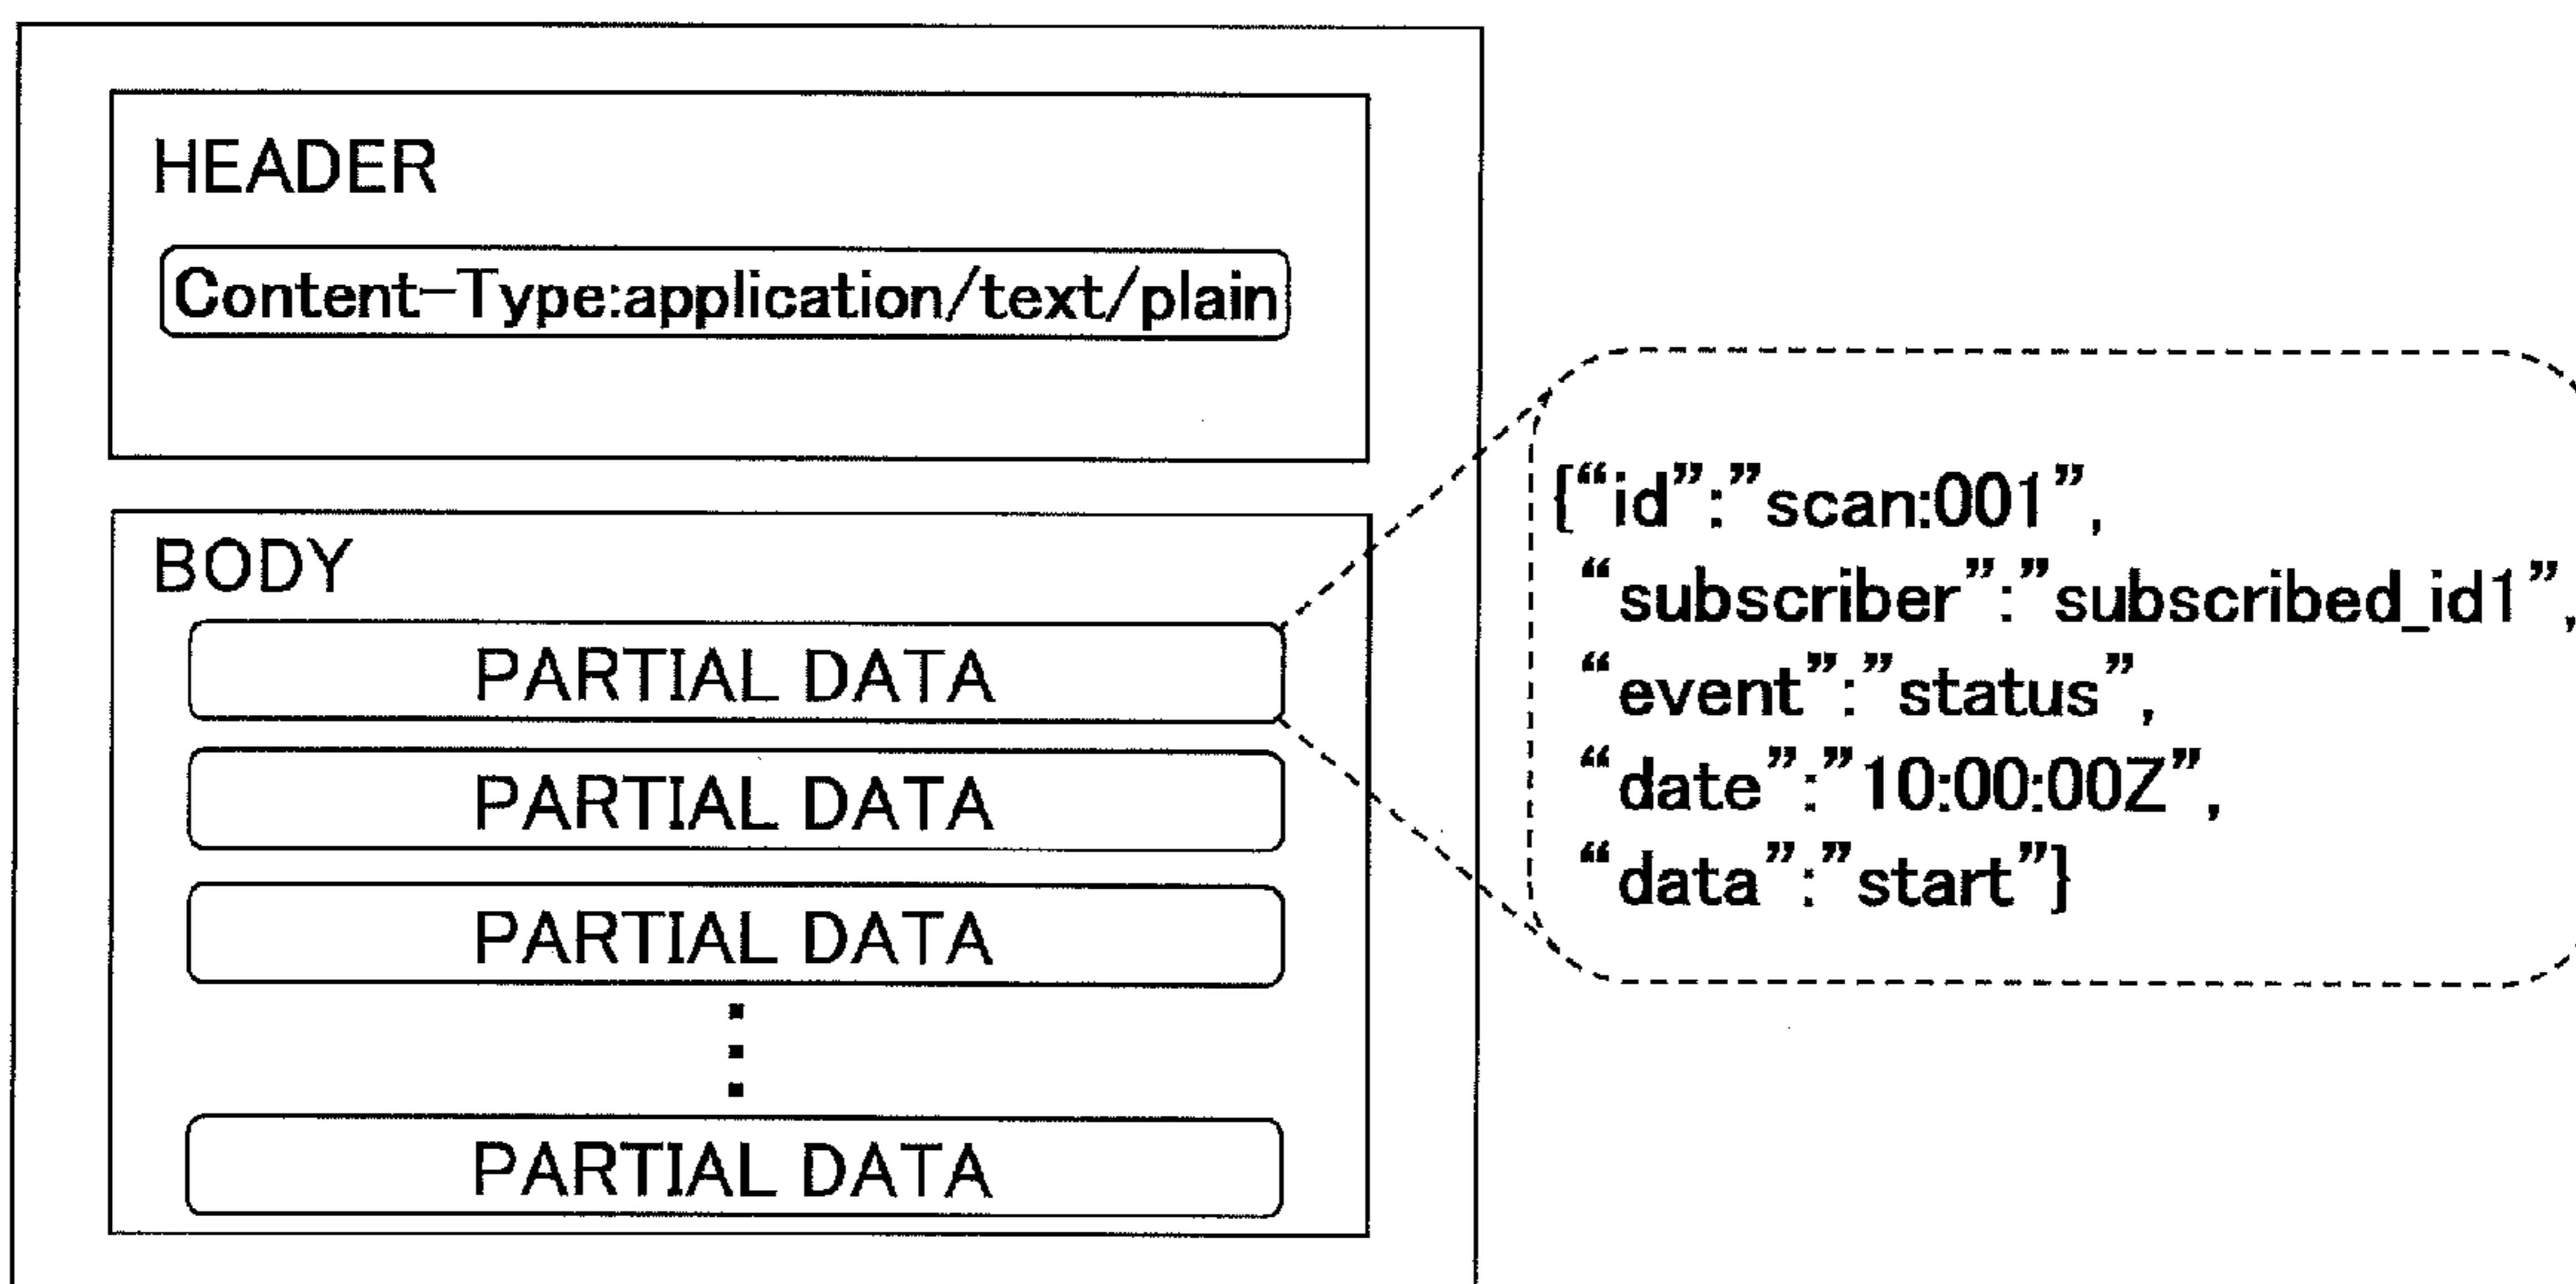 HEADER
Content-Type:application/text/plain
BODY
PARTIAL DATA
PARTIAL DATA
PARTIAL DATA
PARTIAL DATA
{“id”:”scan:001”,
“subscriber”:”subscribed_id1”,
“event”:”status”,
“date”:”10:00:00Z”,
“data”:”start”}